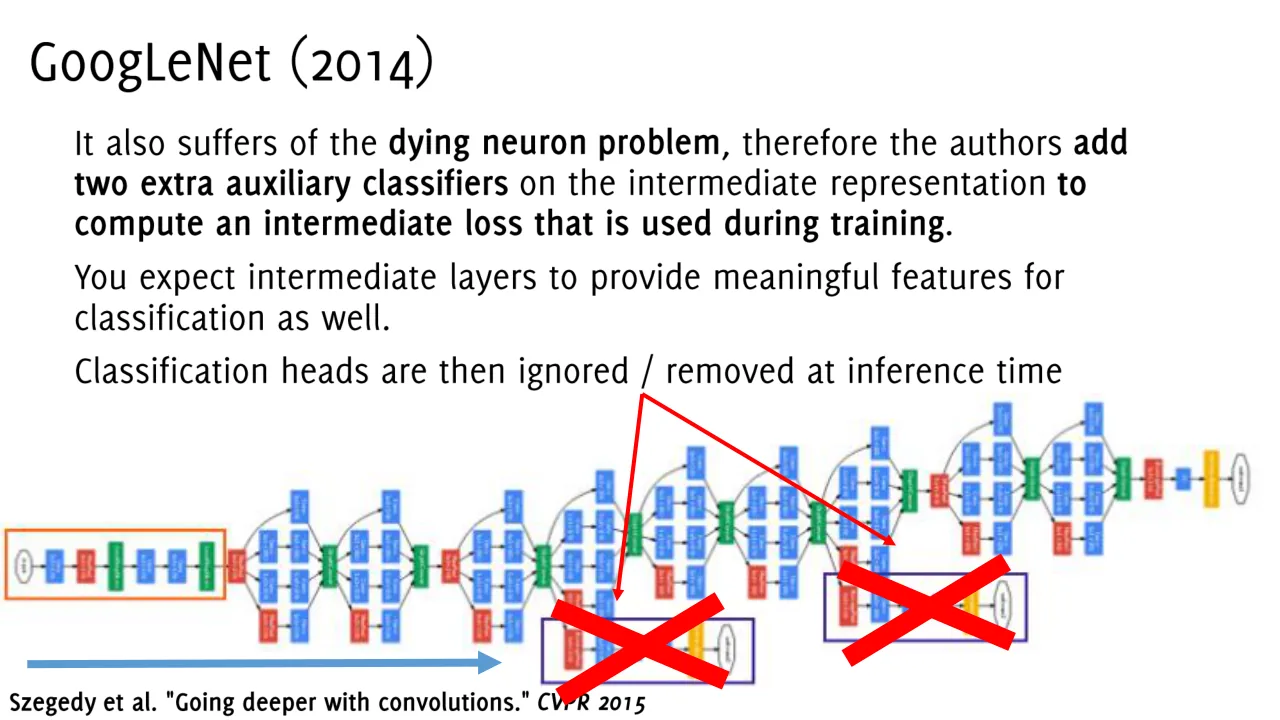 GoogLeNet (2014)
It also suffers of the dying neuron problem, therefore the authors add
two extra auxiliary classifiers on the intermediate representation to
compute an intermediate loss that is used during training.
You expect intermediate layers to provide meaningful features for
classification as well.
Classification heads are then ignored / removed at inference time
Szegedy et al. "Going deeper with convolutions." CVPR 2015